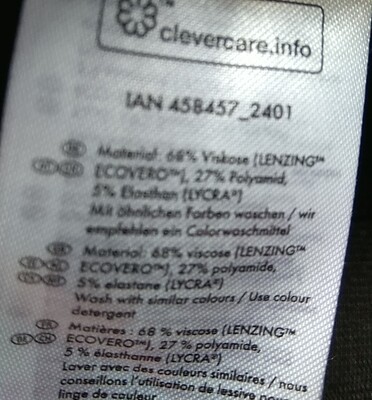 clevercare.info
IAN 458457_2401
Material: 68% Viskose (LENZING™
ECOVERO™), 27% Polyamid,
5% Elasthan (LYCRA®)
Mit ähnlichen Farben waschen / wir
empfehlen ein Colorwaschmittel
Material: 68% viscose (LENZING™
ECOVERO™), 27% polyamide,
5% elastane (LYCRA®)
Wash with similar colours / Use colour
detergent
Matières : 68 % viscose (LENZING™
ECOVERO™), 27 % polyamide,
5 % élasthanne (LYCRA®)
Laver avec des couleurs similaires / nous
conseillons l'utilisation de lessive
linge de couleur